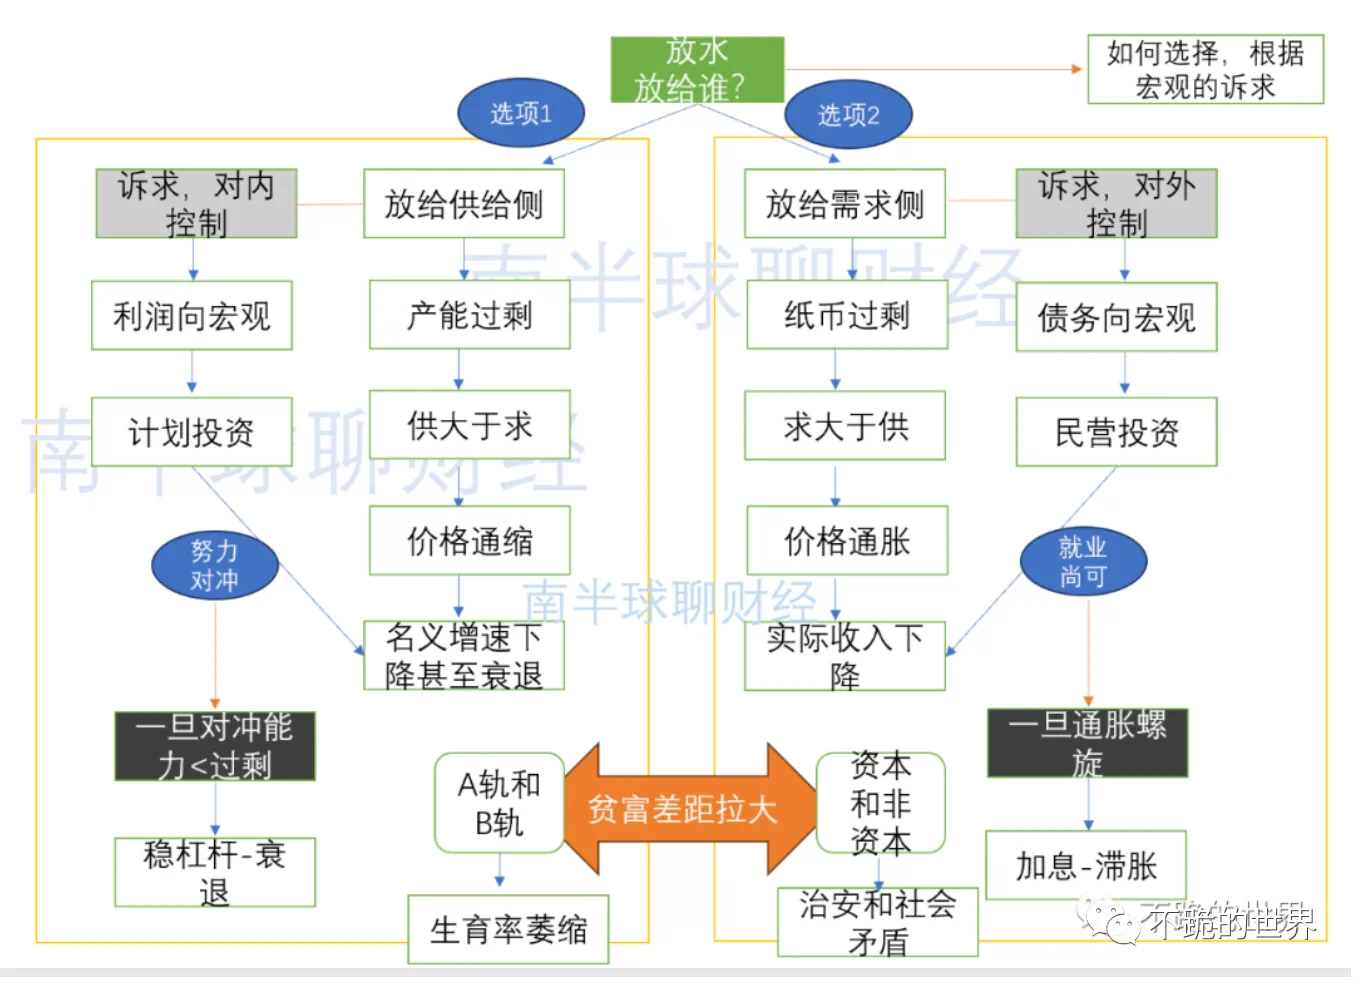 放水
放给谁？
如何选择，根据
宏观的诉求
选项1
选项2
诉求，对内
控制
放给供给侧
放给需求侧
诉求，对外
控制
南半球聊财经
利润向宏观
产能过剩
纸币过剩
债务向宏观
计划投资
供大于求
求大于供
民营投资
南半球聊财经
努力
对冲
价格通缩
价格通胀
就业
尚可
南半球聊财经
名义增速下
降甚至衰退
实际收入下
降
一旦对冲能
力<过剩
一旦通胀螺
旋
A轨和
B轨
贫富差距拉大
资本
和非
资本
稳杠杆-衰
退
加息-滞胀
生育率萎缩
治安和社会
矛盾
不跪的世界